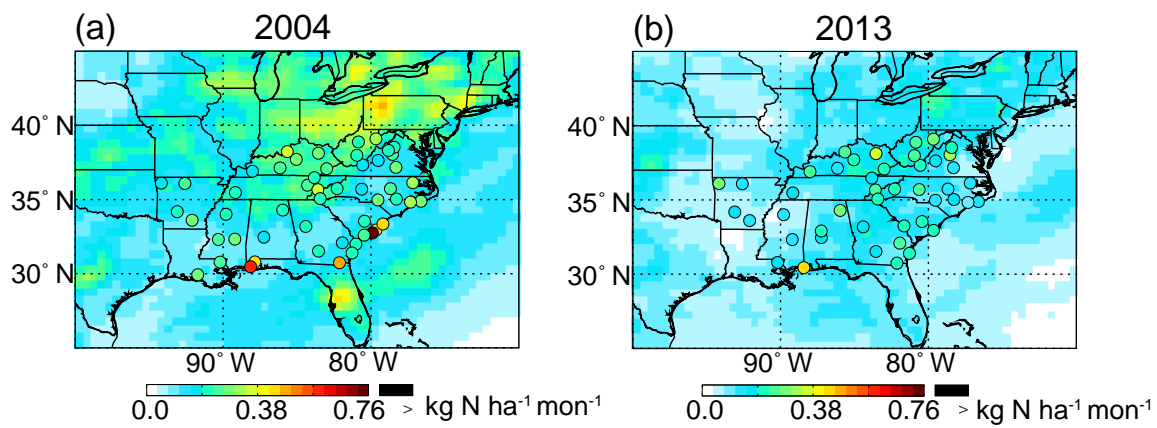 (a) 2004
40° N
35° N
30° N
90° W 80° W
0.0 0.38 0.76 > kg N ha⁻¹ mon⁻¹
(b) 2013
40° N
35° N
30° N
90° W 80° W
0.0 0.38 0.76 > kg N ha⁻¹ mon⁻¹